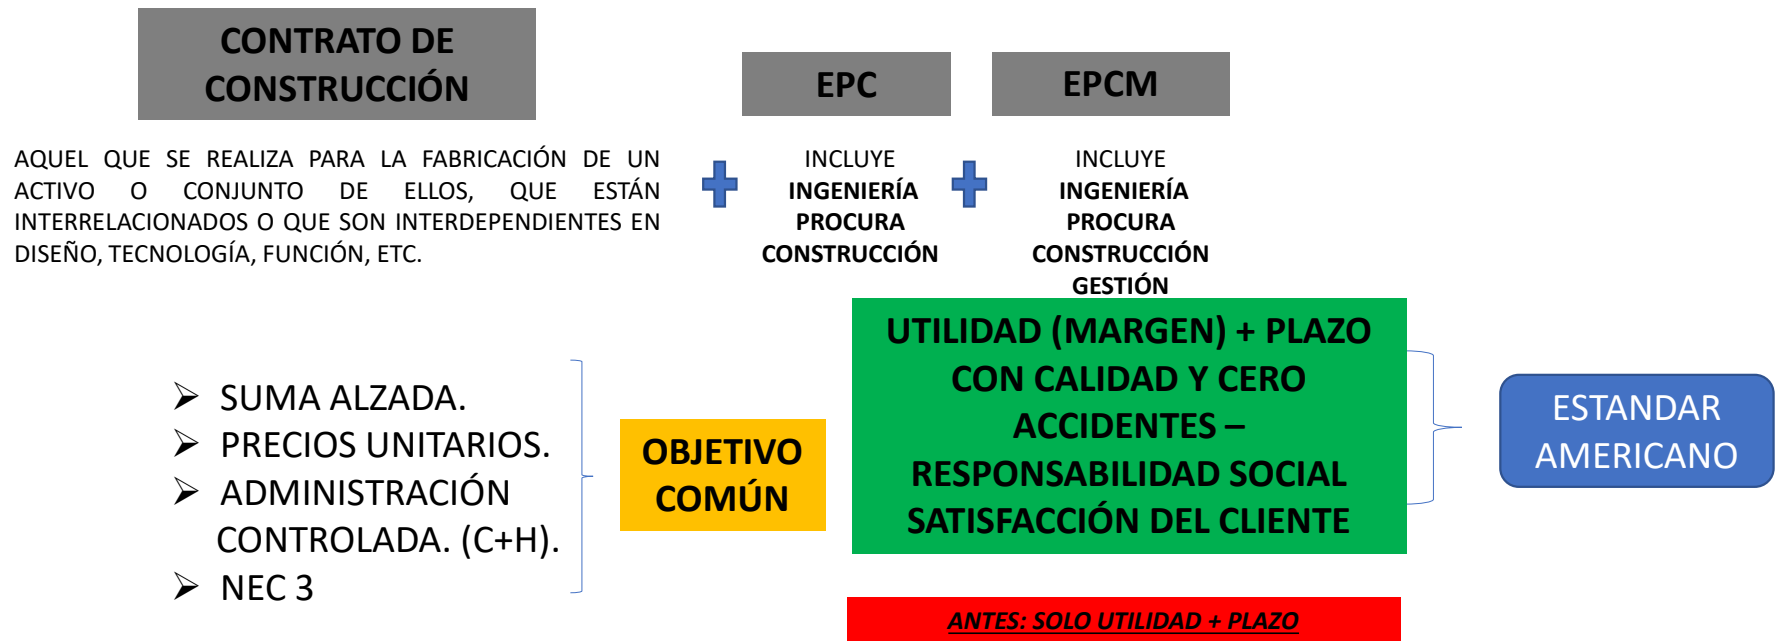 CONTRATO DE
CONSTRUCCIÓN
EPC
EPCM
AQUEL QUE SE REALIZA PARA LA FABRICACIÓN DE UN
ACTIVO O CONJUNTO DE ELLOS, QUE ESTÁN
INTERRELACIONADOS O QUE SON INTERDEPENDIENTES EN
DISEÑO, TECNOLOGÍA, FUNCIÓN, ETC.
INCLUYE
INGENIERÍA
PROCURA
CONSTRUCCIÓN
INCLUYE
INGENIERÍA
PROCURA
CONSTRUCCIÓN
GESTIÓN
➢ SUMA ALZADA.
➢ PRECIOS UNITARIOS.
➢ ADMINISTRACIÓN
CONTROLADA. (C+H).
➢ NEC 3
OBJETIVO
COMÚN
UTILIDAD (MARGEN) + PLAZO
CON CALIDAD Y CERO
ACCIDENTES –
RESPONSABILIDAD SOCIAL
SATISFACCIÓN DEL CLIENTE
ESTANDAR
AMERICANO
ANTES: SOLO UTILIDAD + PLAZO